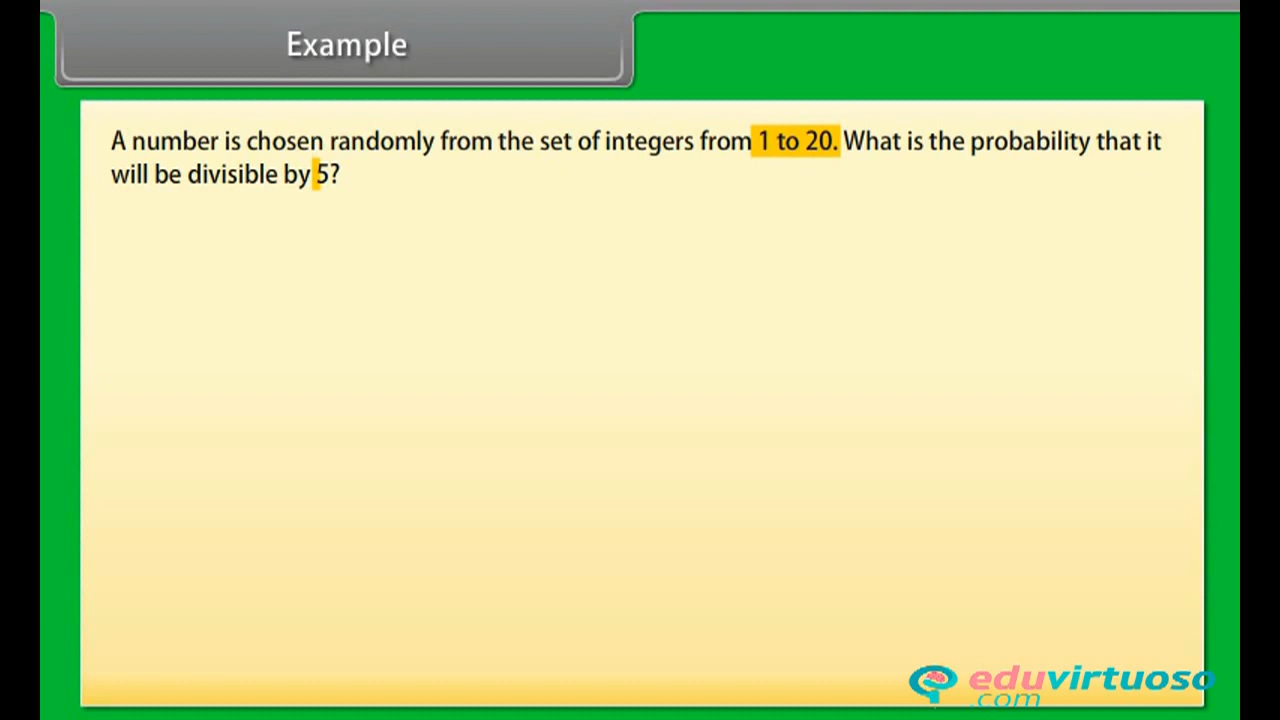 Example
A number is chosen randomly from the set of integers from 1 to 20. What is the probability that it
will be divisible by 5?
eduvirtuoso
.com